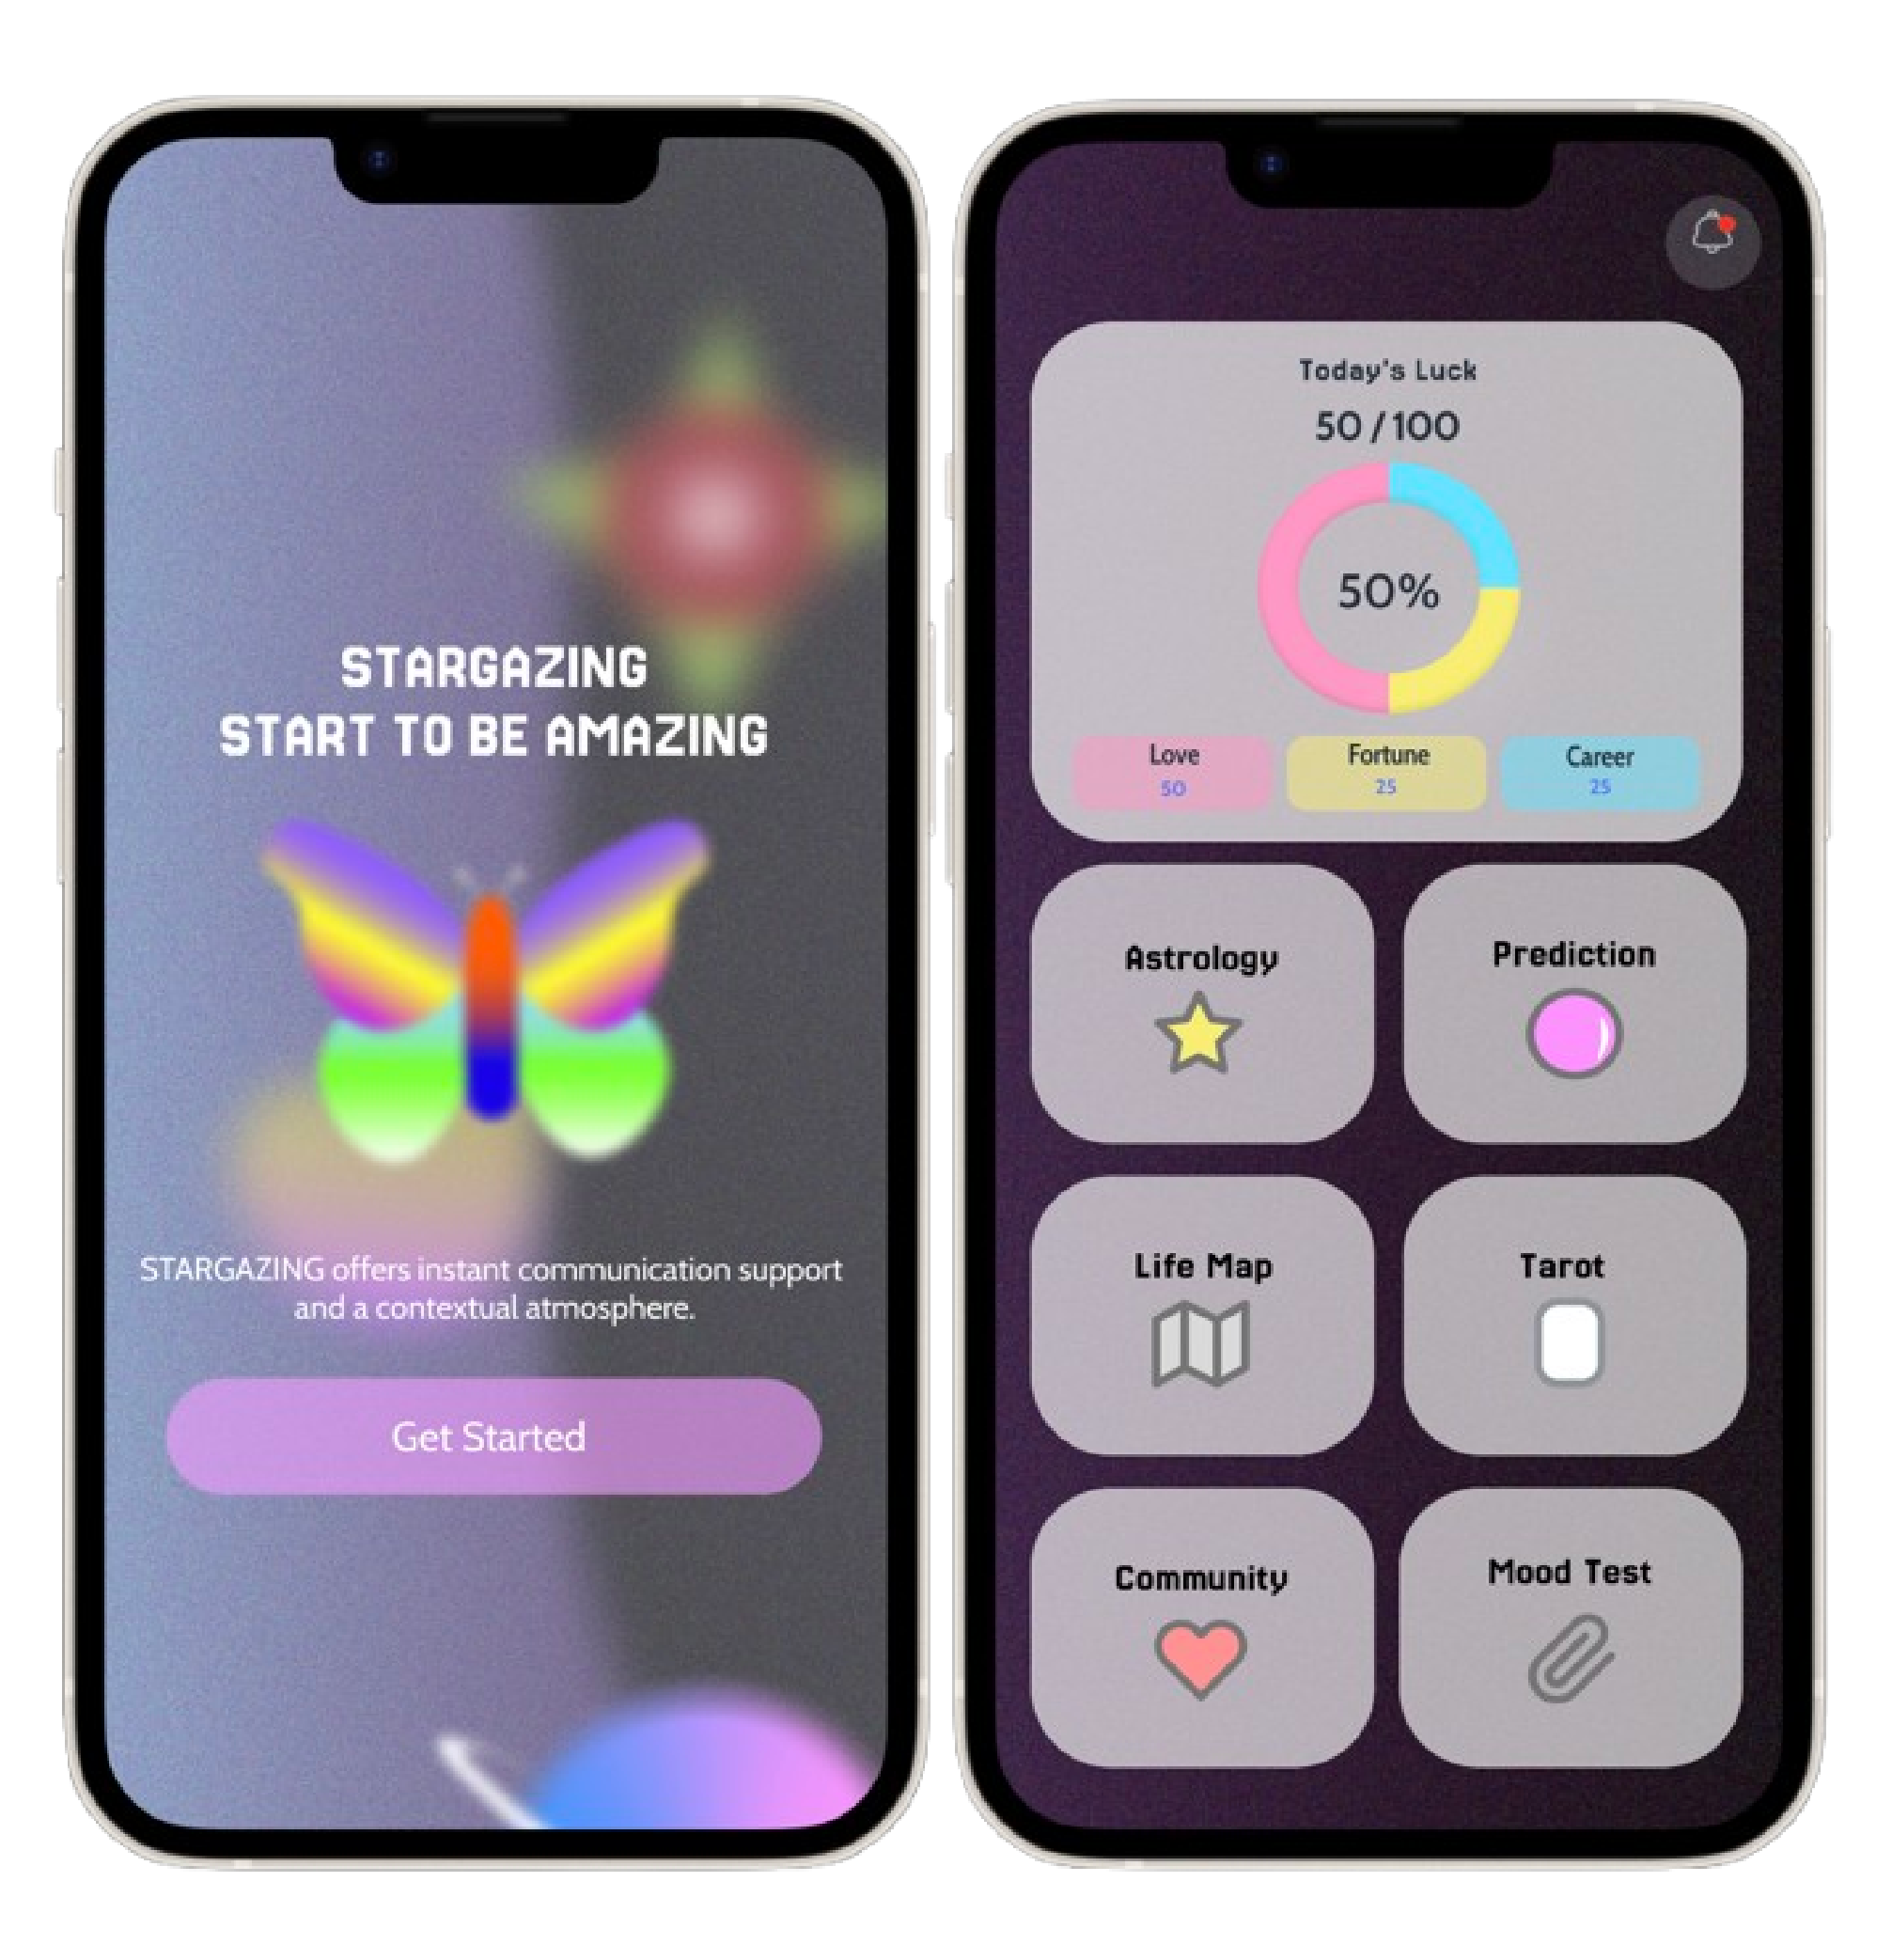 STARGAZING
START TO BE AMAZING
STARGAZING offers instant communication support
and a contextual atmosphere.
Get Started
Today's Luck
50 / 100
50%
Love
50
Fortune
25
Career
25
Astrology
Prediction
Life Map
Tarot
Community
Mood Test